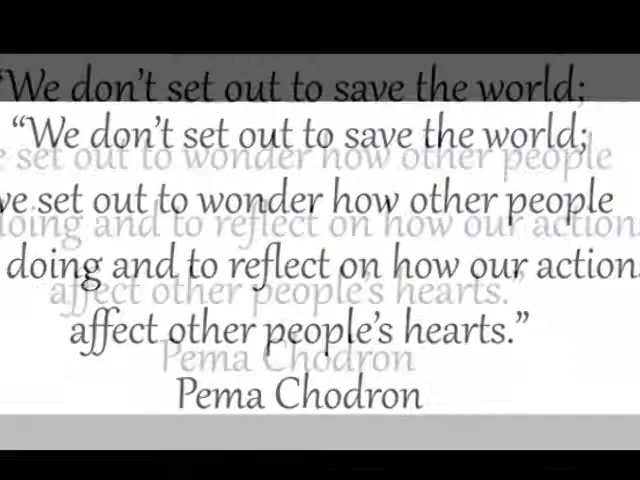 “We don’t set out to save the world;
“We don’t set out to save the world;
set out to wonder how other people
we set out to wonder how other people
doing and to reflect on how our action
doing and to reflect on how our action
affect other people’s hearts.”
affect other people’s hearts.”
Pema Chodron
Pema Chodron